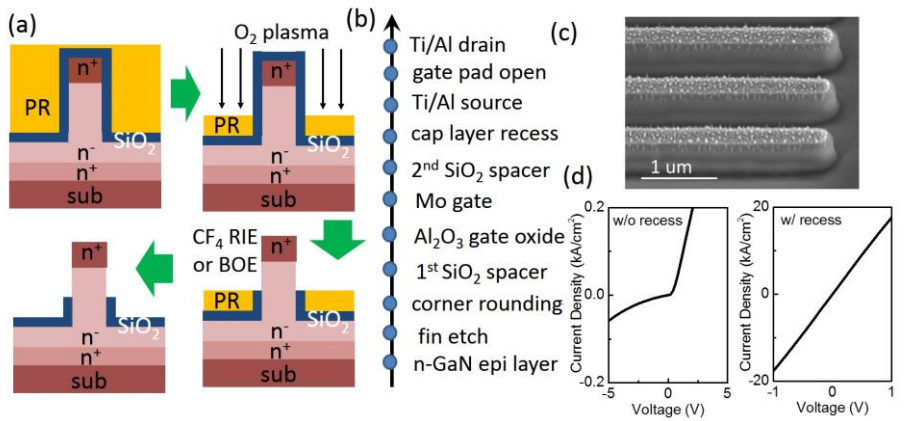 (a)
n⁺
PR
SiO₂
n⁻
n⁺
sub
O₂ plasma
n⁺
PR
SiO₂
n⁻
n⁺
sub
n⁺
SiO₂
n⁻
n⁺
sub
CF₄ RIE
or BOE
n⁺
PR
SiO₂
n⁻
n⁺
sub
(b)
Ti/Al drain
gate pad open
Ti/Al source
cap layer recess
2ⁿᵈ SiO₂ spacer
Mo gate
Al₂O₃ gate oxide
1ˢᵗ SiO₂ spacer
corner rounding
fin etch
n-GaN epi layer
(c)
1 um
(d)
Current Density (kA/cm²)
0.2
0.0
-0.2
w/o recess
-5
0
Voltage (V)
Current Density (kA/cm²)
20
0
-20
w/ recess
-1
0
1
Voltage (V)